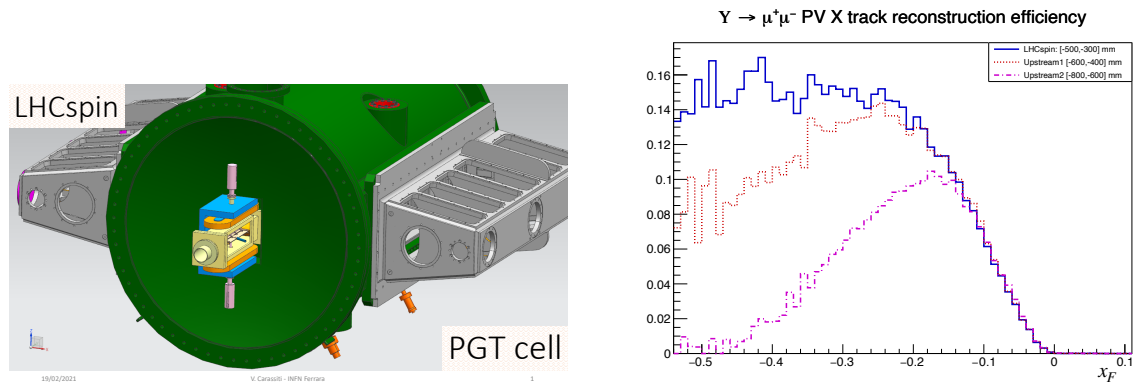 LHCspin
PGT cell
19/02/2021
V. Carassiti - INFN Ferrara
1
Υ → μ⁺μ⁻ PV X track reconstruction efficiency
LHCspin: [-500,-300] mm
Upstream1 [-600,-400] mm
Upstream2 [-800,-600] mm
0.16
0.14
0.12
0.1
0.08
0.06
0.04
0.02
0
−0.5 −0.4 −0.3 −0.2 −0.1 0 0.1
x_F